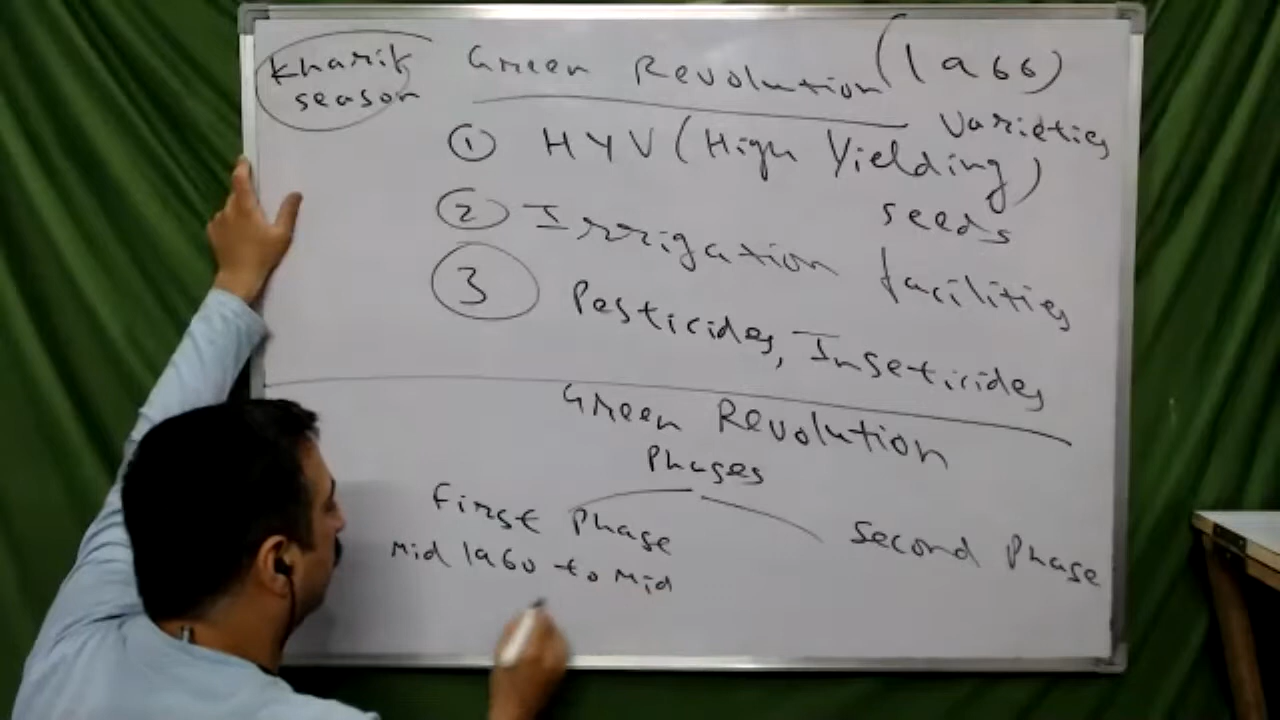 Kharif
season
Green Revolution (1966)
① HYV (High Yielding) Varieties
seeds
② Irrigation facilities
③ Pesticides, Inseticides
Green Revolution
Phases
First Phase
Mid 1960 to Mid
Second Phase